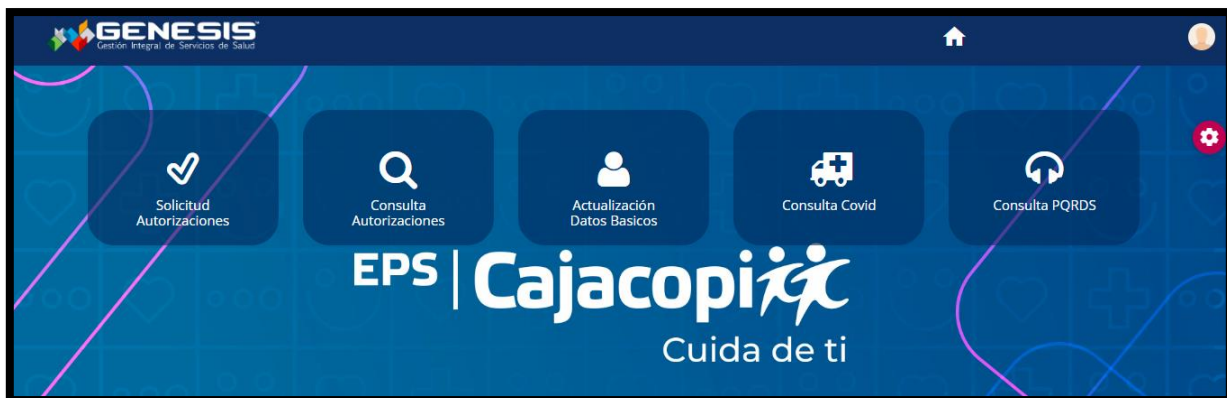 GENESIS
Gestión Integral de Servicios de Salud
Solicitud
Autorizaciones
Consulta
Autorizaciones
Actualización
Datos Basicos
Consulta Covid
Consulta PQRDS
EPS | Cajacopi
Cuida de ti